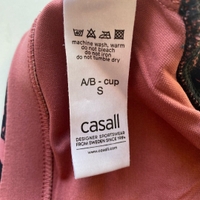 machine wash, warm
do not bleach
do not iron
do not tumble dry
A/B - cup
S
casall
DESIGNER SPORTSWEAR
FROM SWEDEN SINCE 1980
www.casall.com